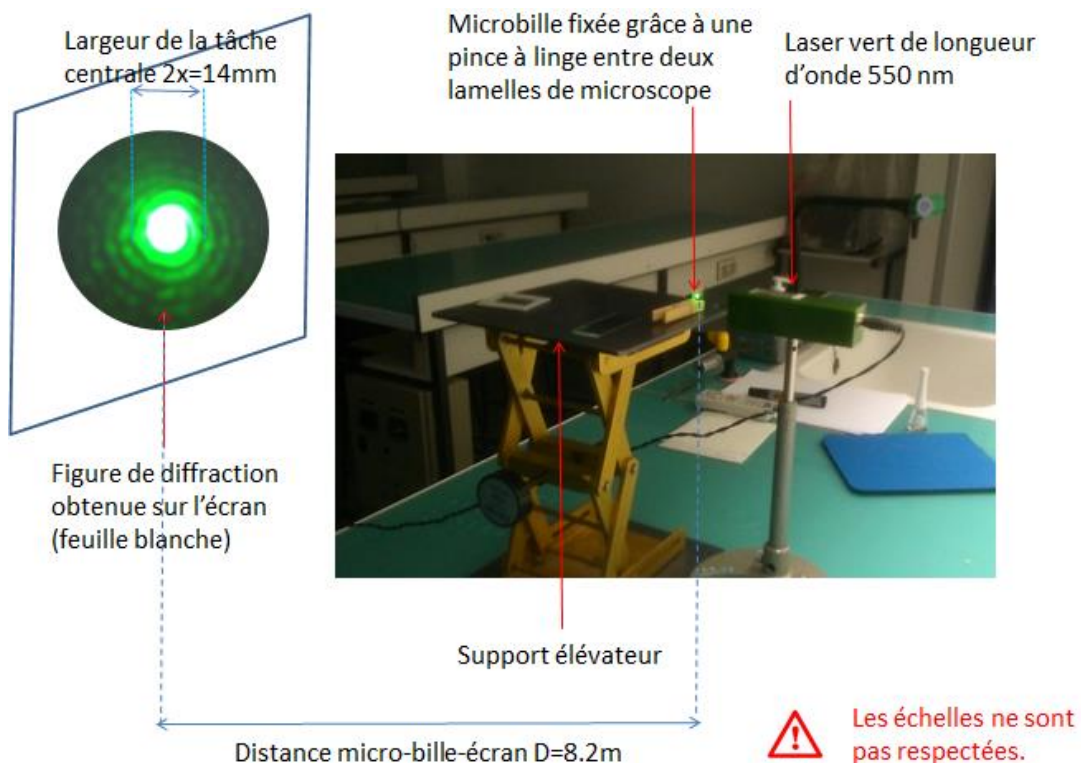 Largeur de la tâche
centrale 2x=14mm
Microbille fixée grâce à une
pince à linge entre deux
lamelles de microscope
Laser vert de longueur
d'onde 550 nm
Figure de diffraction
obtenue sur l'écran
(feuille blanche)
Support élévateur
Distance micro-bille-écran D=8.2m
Les échelles ne sont
pas respectées.